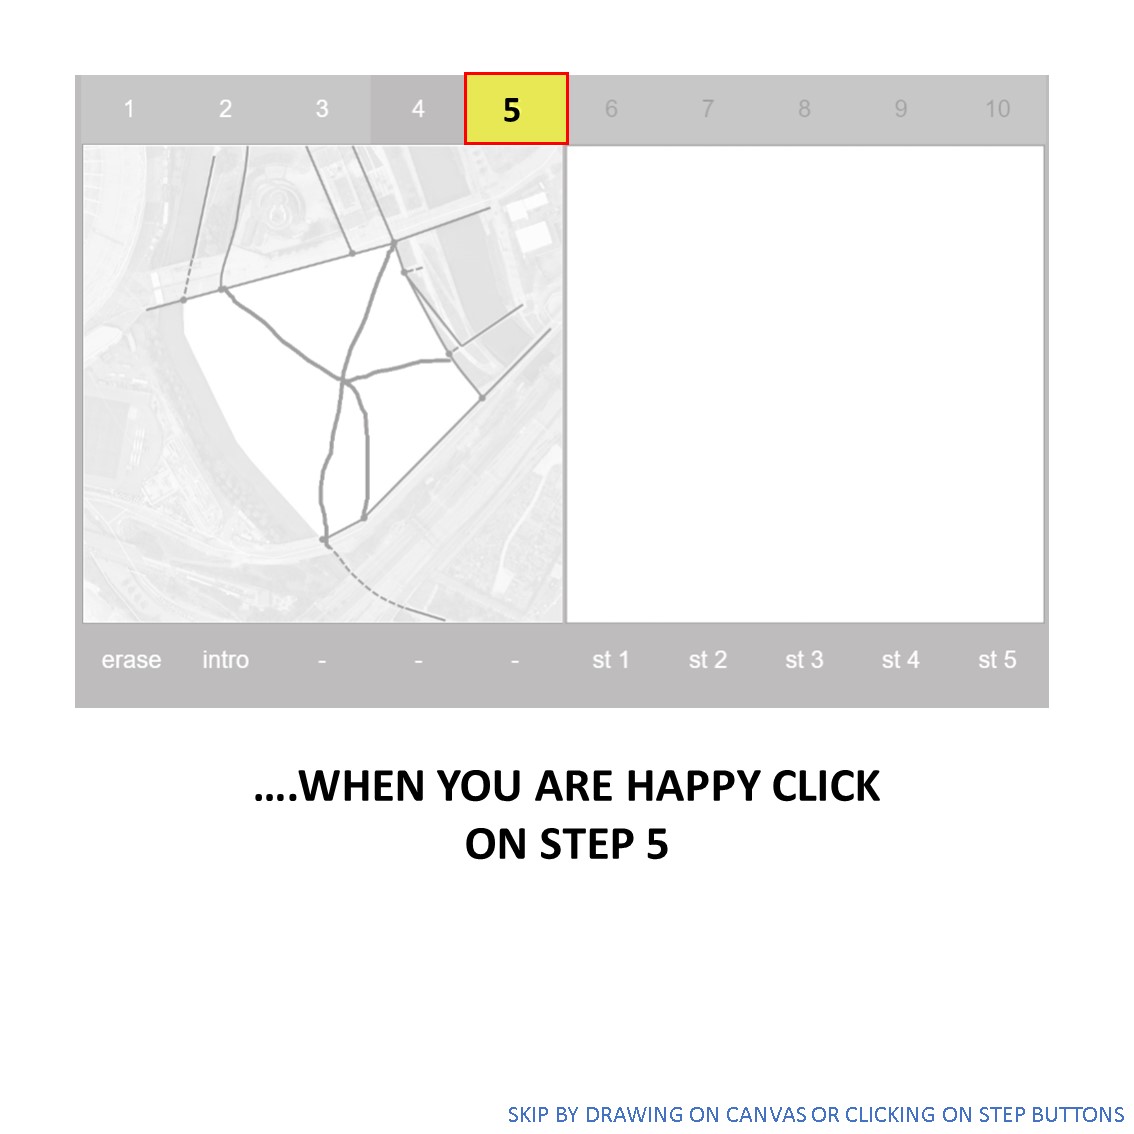 1 2 3 4 5 6 7 8 9 10
erase intro - - - st 1 st 2 st 3 st 4 st 5
....WHEN YOU ARE HAPPY CLICK
ON STEP 5
SKIP BY DRAWING ON CANVAS OR CLICKING ON STEP BUTTONS